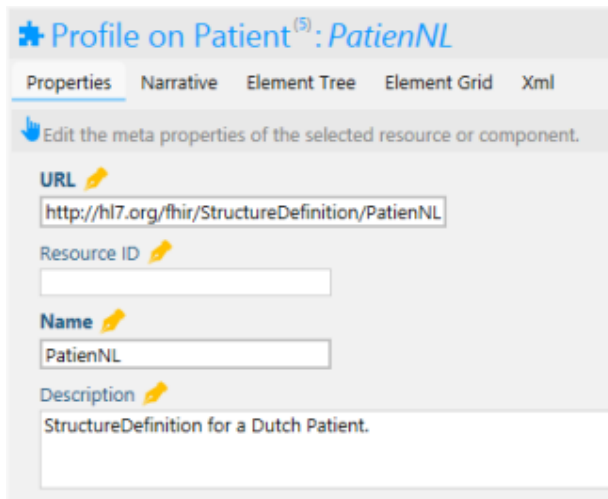 Profile on Patient(5): PatienNL
Properties Narrative Element Tree Element Grid Xml
Edit the meta properties of the selected resource or component.
URL
http://hl7.org/fhir/StructureDefinition/PatienNL
Resource ID
Name
PatienNL
Description
StructureDefinition for a Dutch Patient.